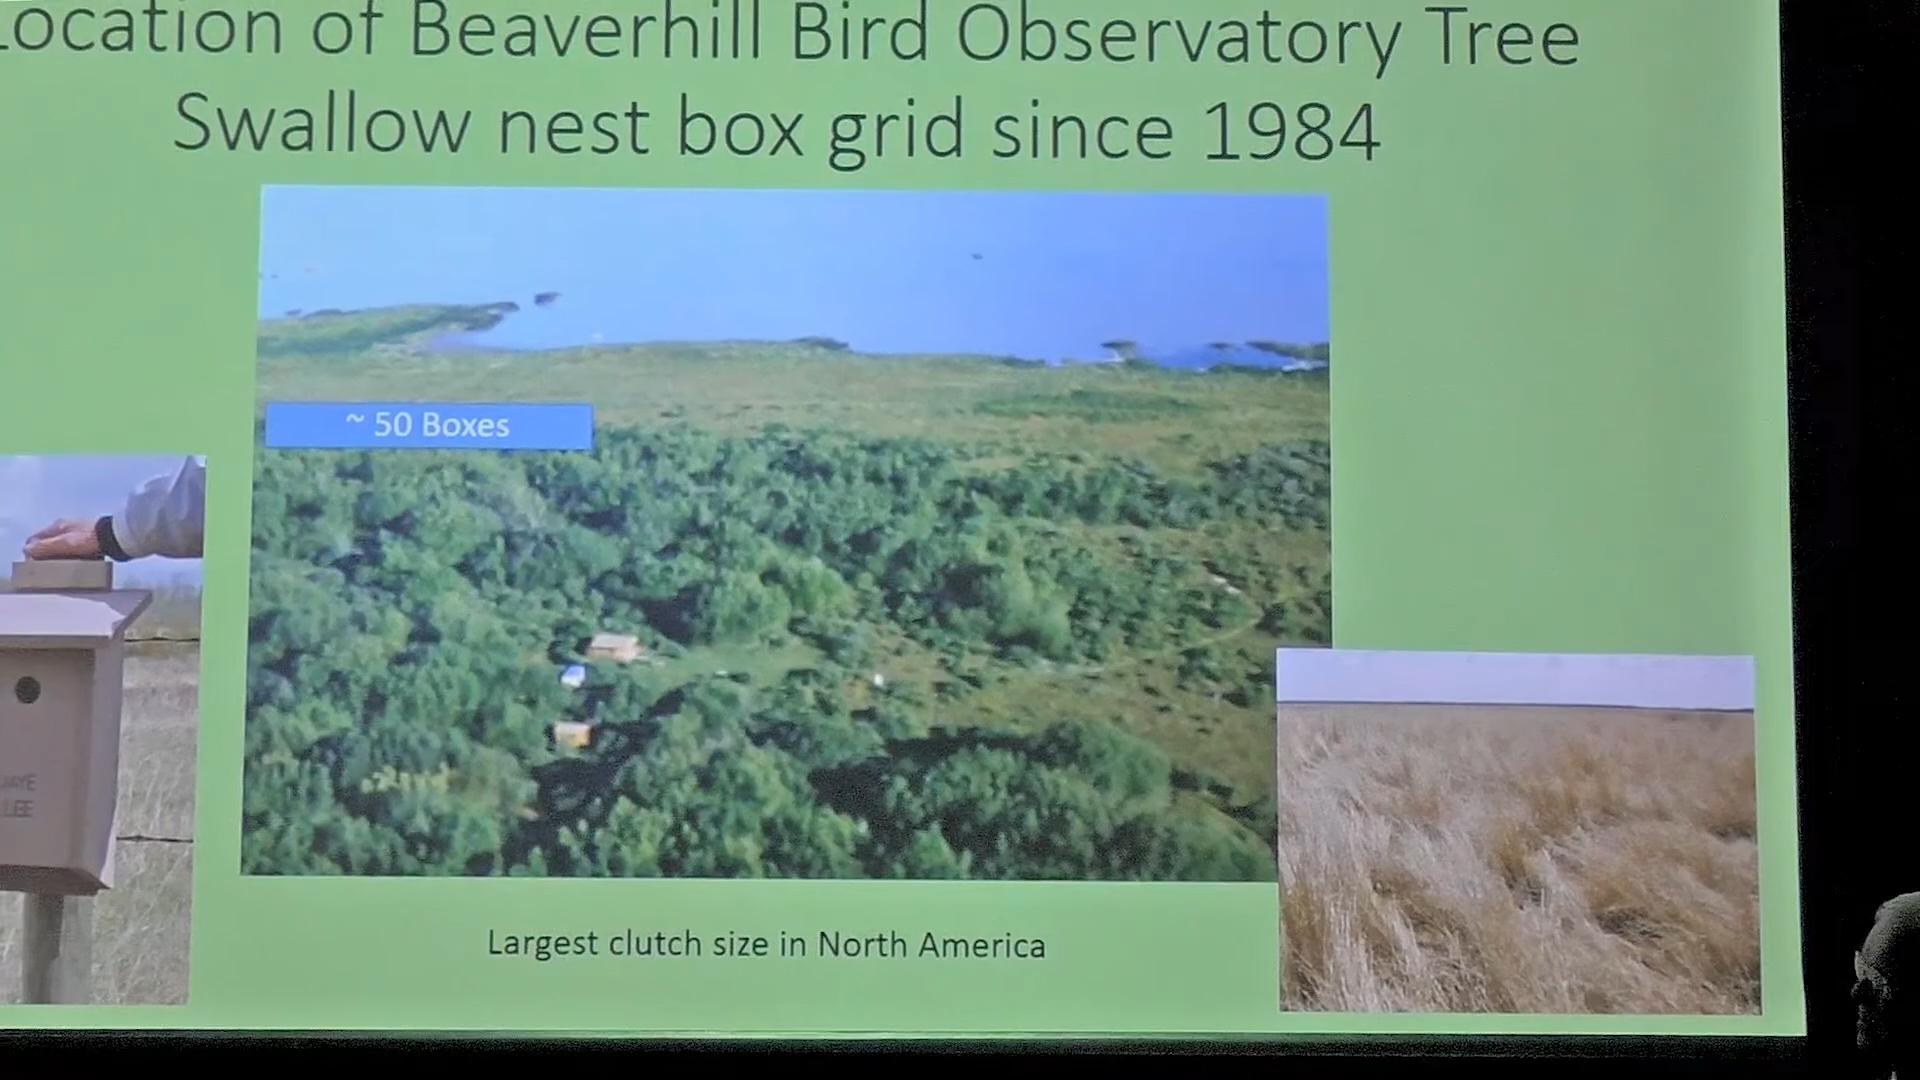 Location of Beaverhill Bird Observatory Tree
Swallow nest box grid since 1984
~ 50 Boxes
LEE
Largest clutch size in North America